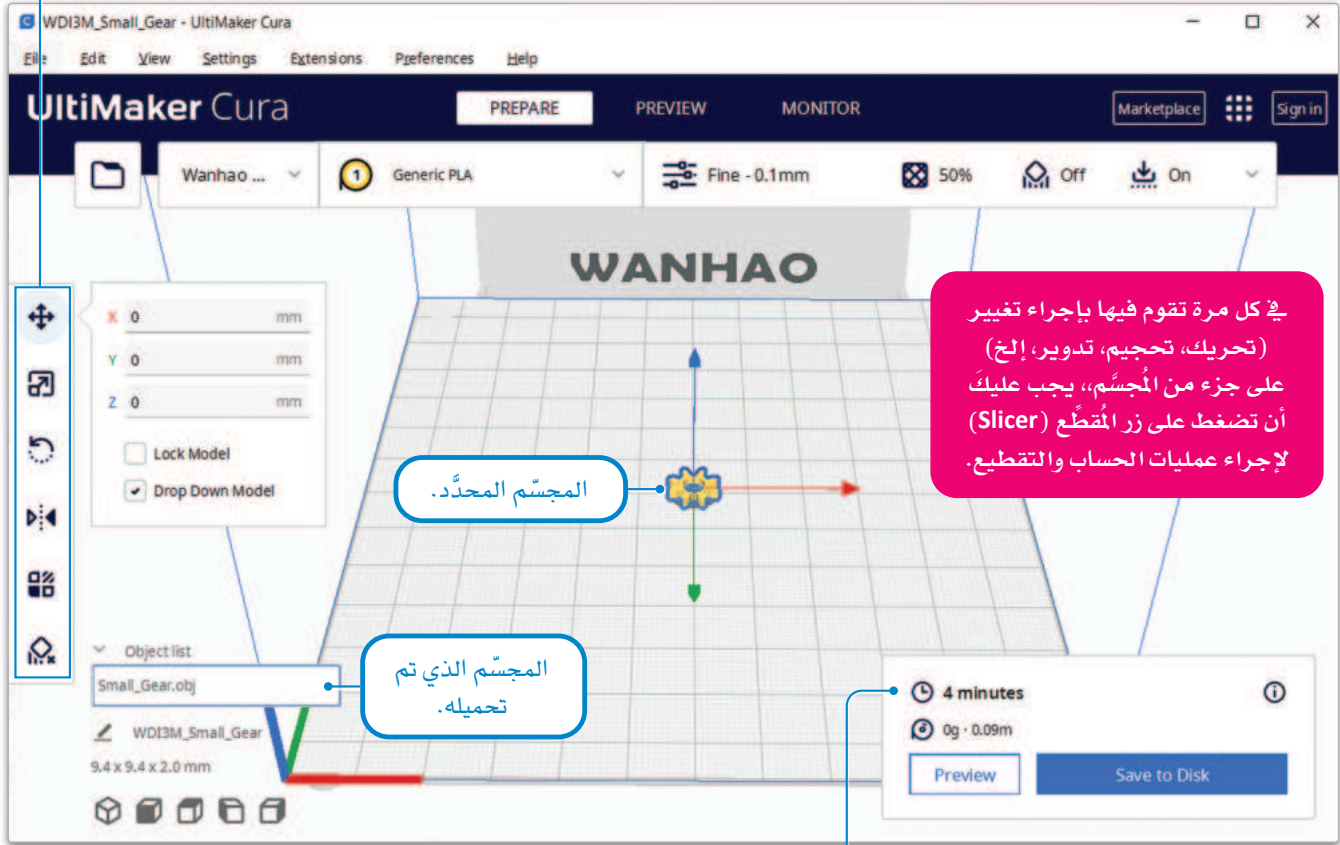 WDI3M_Small_Gear - UltiMaker Cura
File Edit View Settings Extensions Preferences Help
UltiMaker Cura PREPARE PREVIEW MONITOR Marketplace Sign in
Wanhao ... 1 Generic PLA Fine - 0.1mm 50% Off On
WANHAO
X 0 mm
Y 0 mm
Z 0 mm
Lock Model
Drop Down Model
في كل مرة تقوم فيها بإجراء تغيير
(تحريك، تحجيم، تدوير، إلخ)
على جزء من المُجسَّم،، يجب عليكَ
أن تضغط على زر المُقطِّع (Slicer)
لإجراء عمليات الحساب والتقطيع.
المجسّم المحدَّد.
Object list
Small_Gear.obj
المجسّم الذي تم
تحميله.
WDI3M_Small_Gear
9.4 x 9.4 x 2.0 mm
4 minutes
0g · 0.09m
Preview Save to Disk